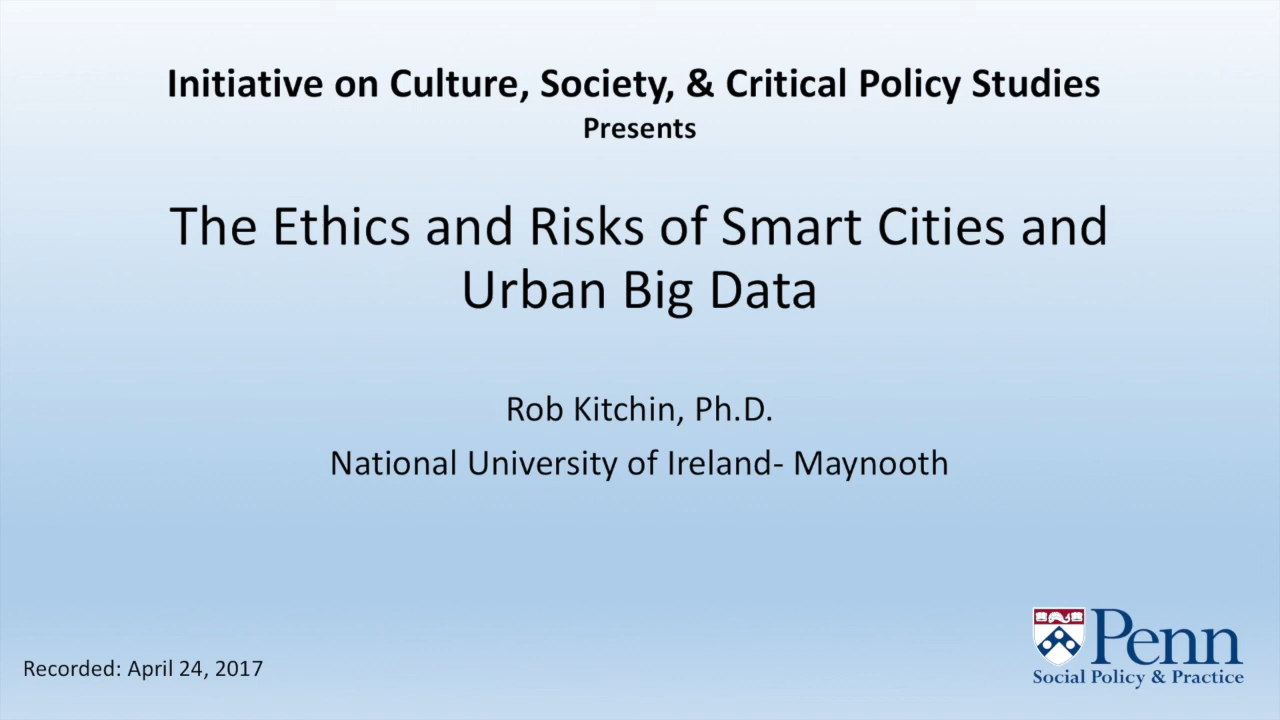 Initiative on Culture, Society, & Critical Policy Studies
Presents
The Ethics and Risks of Smart Cities and
Urban Big Data
Rob Kitchin, Ph.D.
National University of Ireland- Maynooth
Recorded: April 24, 2017
Penn
Social Policy & Practice